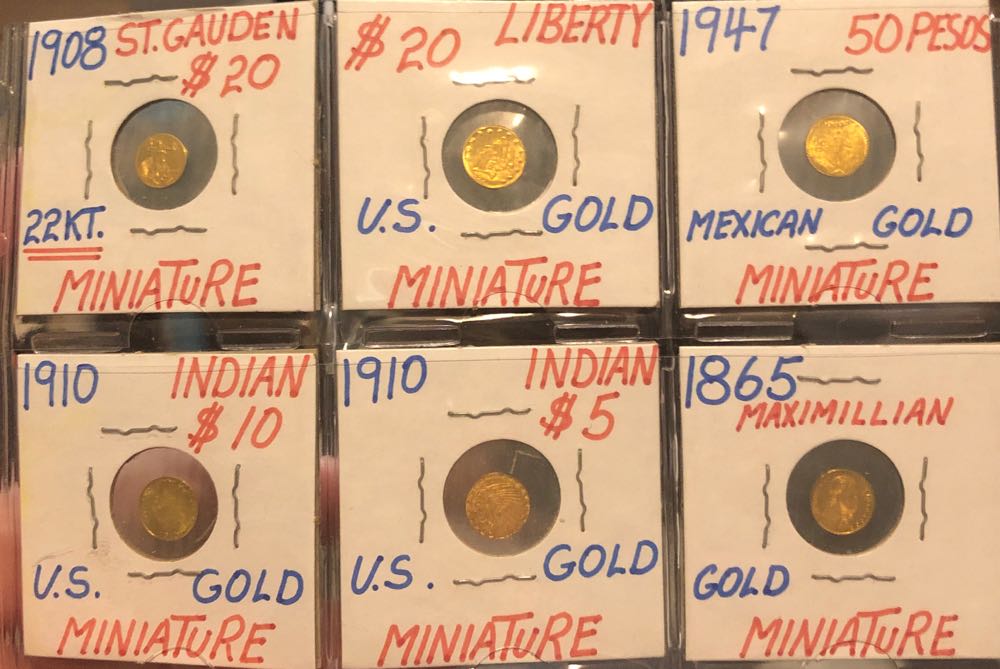 1908 ST. GAUDEN
$20
22KT.
MINIATURE
$20 LIBERTY
U.S. GOLD
MINIATURE
1947 50 PESOS
MEXICAN GOLD
MINIATURE
1910 INDIAN
$10
U.S. GOLD
MINIATURE
1910 INDIAN
$5
U.S. GOLD
MINIATURE
1865
MAXIMILLIAN
GOLD
MINIATURE